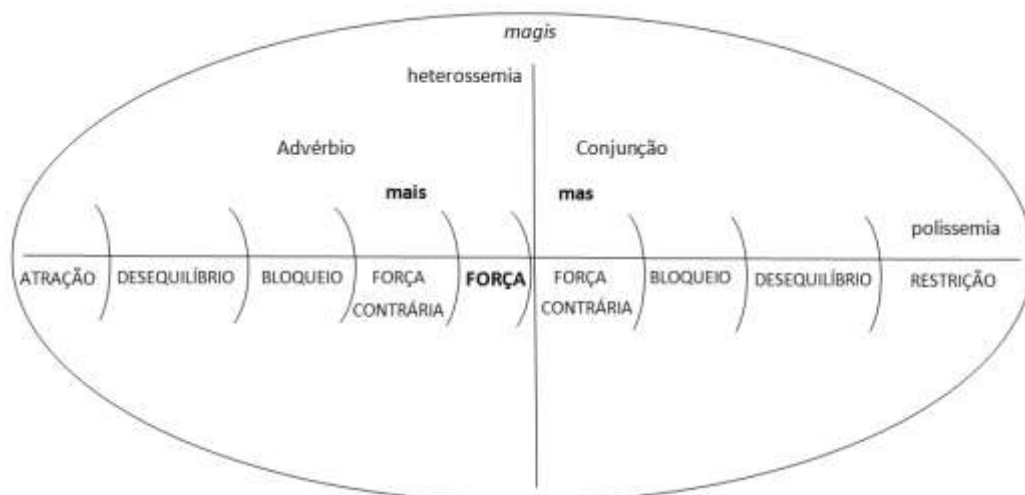 magis
heterossemia
Advérbio Conjunção
mais mas
polissemia
ATRAÇÃO DESEQUILÍBRIO BLOQUEIO FORÇA FORÇA FORÇA BLOQUEIO DESEQUILÍBRIO RESTRIÇÃO
CONTRÁRIA CONTRÁRIA